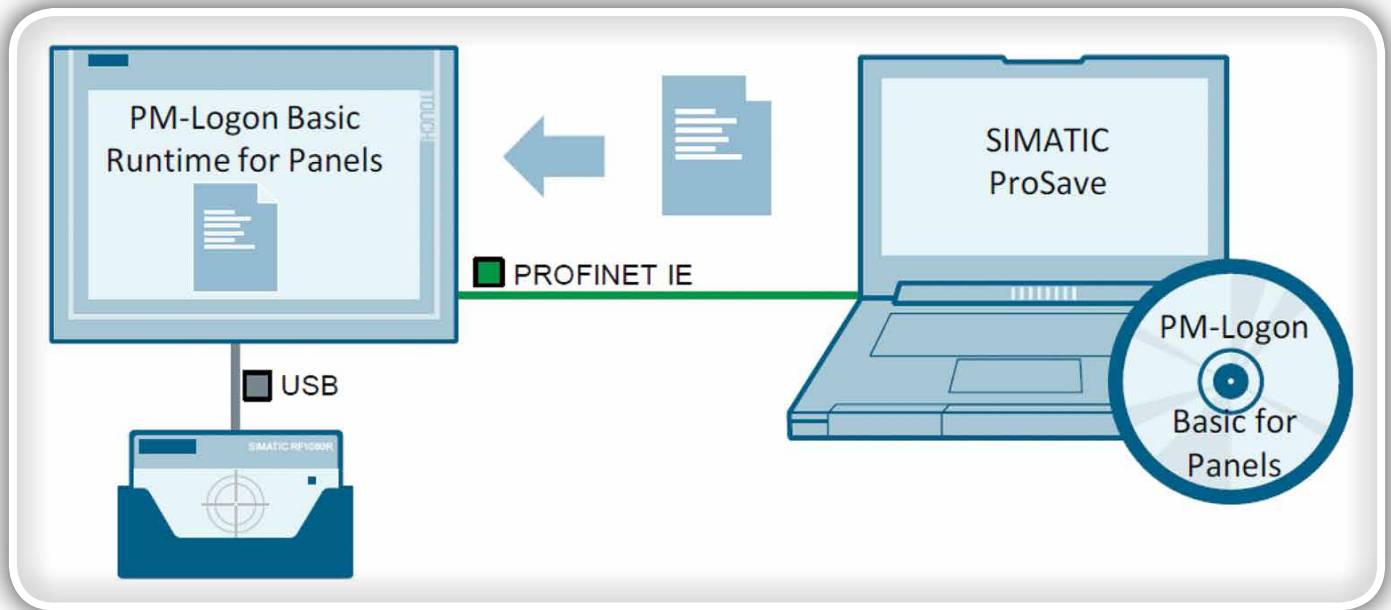 PM-Logon Basic
Runtime for Panels
TOUCH
SIMATIC
ProSave
PROFINET IE
USB
SIMATIC RF1060R
PM-Logon
Basic for
Panels